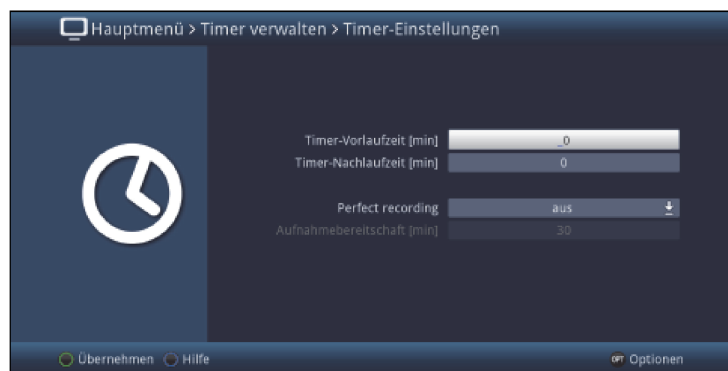 Hauptmenü > Timer verwalten > Timer-Einstellungen
Timer-Vorlaufzeit [min] _0
Timer-Nachlaufzeit [min] 0
Perfect recording aus
Aufnahmebereitschaft [min] 30
Übernehmen Hilfe OPT Optionen